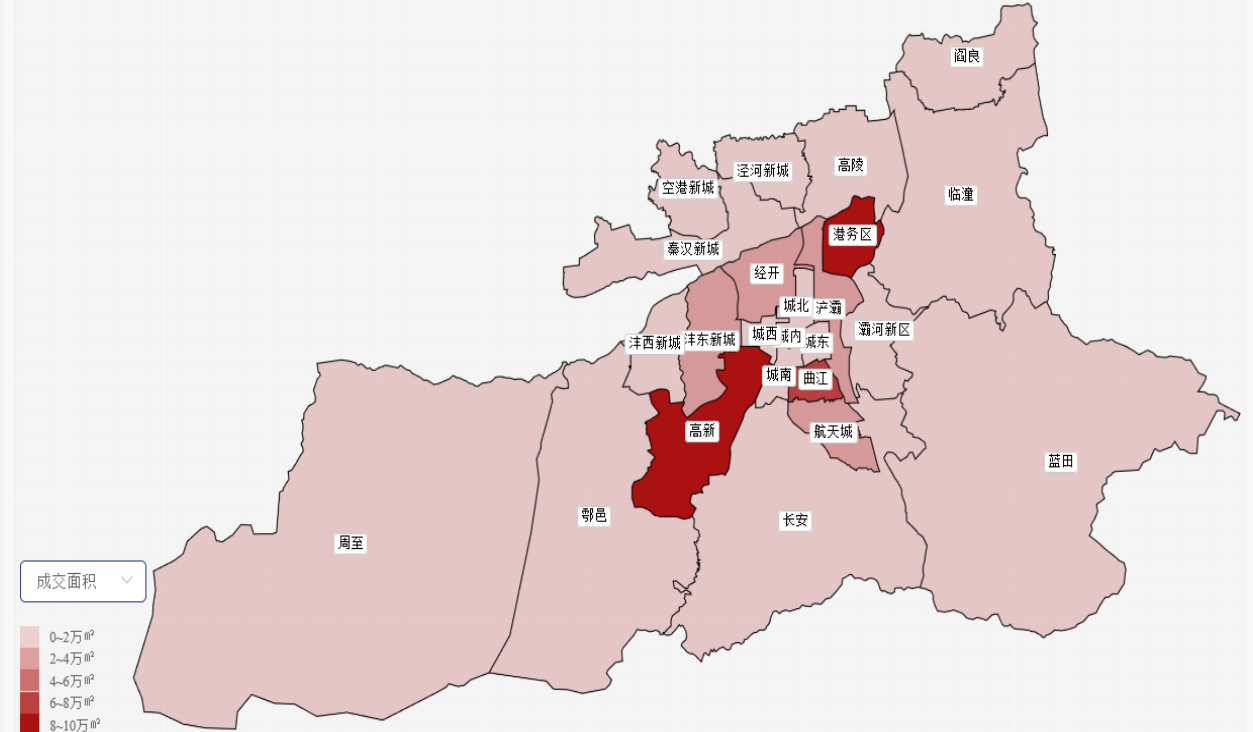 阎良
高陵
泾河新城
空港新城
临潼
港务区
秦汉新城
经开
城北
浐灞
灞河新区
城西
城内
城东
沣西新城
沣东新城
城南
曲江
高新
航天城
蓝田
鄠邑
长安
周至
成交面积
0~2万㎡
2~4万㎡
4~6万㎡
6~8万㎡
8~10万㎡